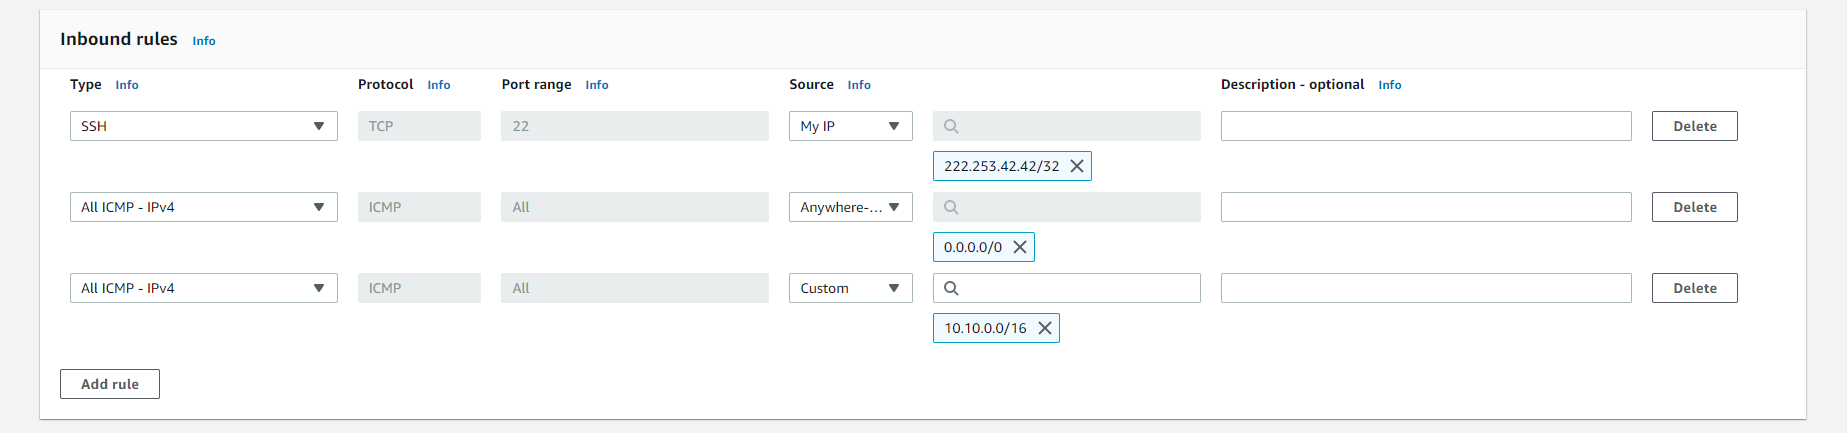 Inbound rules Info
Type Info Protocol Info Port range Info Source Info Description - optional Info
SSH TCP 22 My IP Delete
222.253.42.42/32
All ICMP - IPv4 ICMP All Anywhere-... Delete
0.0.0.0/0
All ICMP - IPv4 ICMP All Custom Delete
10.10.0.0/16
Add rule